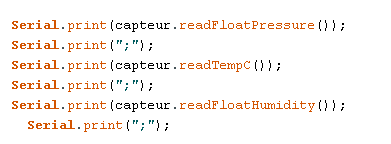 Serial.print(capteur.readFloatPressure());
Serial.print(";");
Serial.print(capteur.readTempC());
Serial.print(";");
Serial.print(capteur.readFloatHumidity());
Serial.print(";");